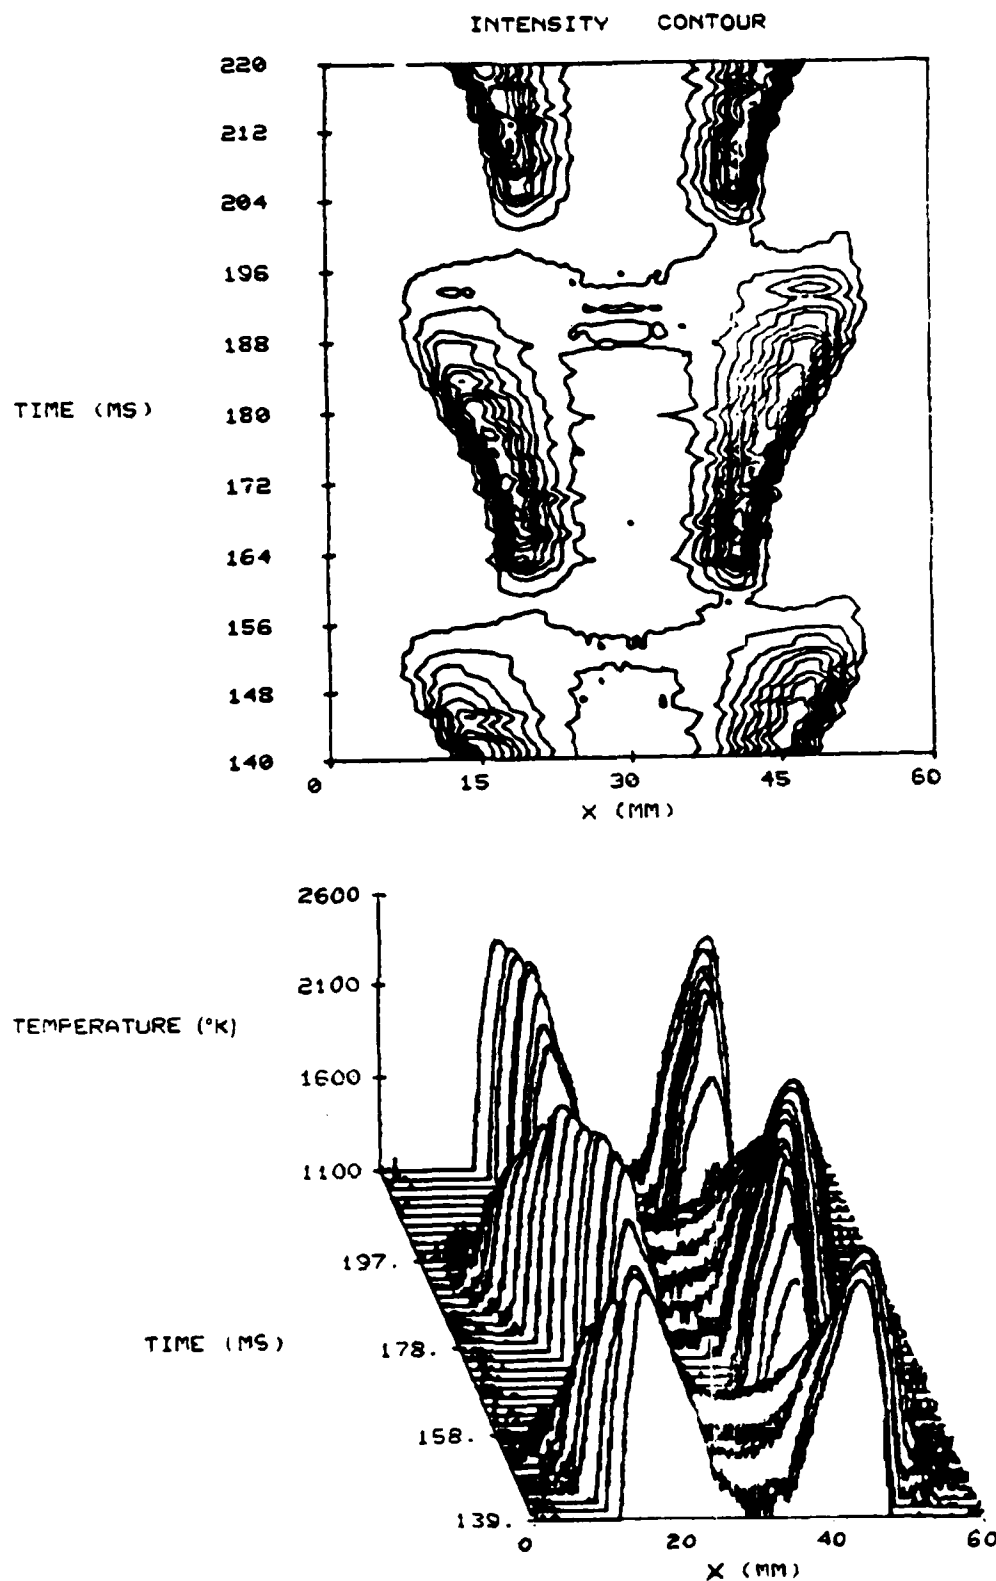 INTENSITY CONTOUR
220
212
204
196
188
TIME (MS)
180
172
164
156
148
140
0 15 30 45 60
X (MM)
2600
2100
TEMPERATURE (°K)
1600
1100
197.
TIME (MS)
178.
158.
139.
0 20 40 60
X (MM)